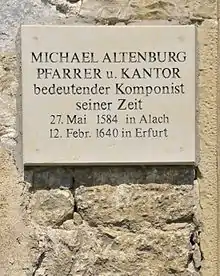 MICHAEL ALTENBURG
PFARRER u. KANTOR
bedeutender Komponist
seiner Zeit
27. Mai 1584 in Alach
12. Febr. 1640 in Erfurt